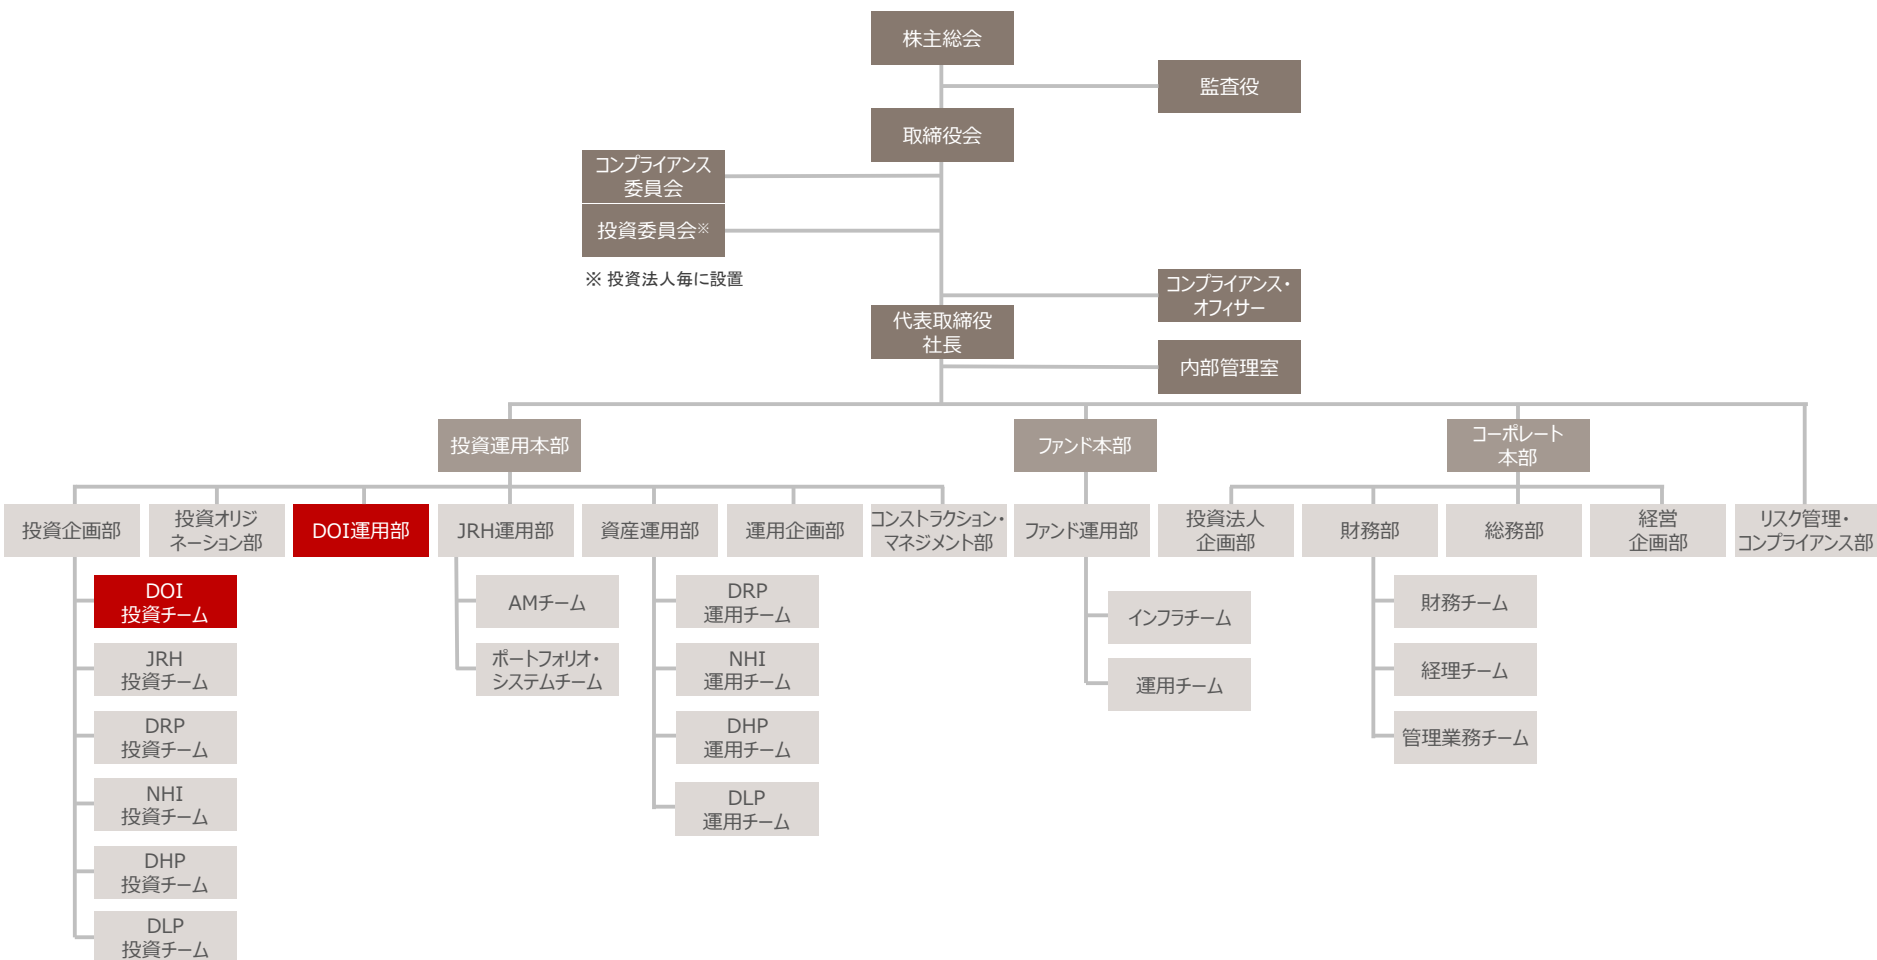 株主総会
監査役
取締役会
コンプライアンス
委員会
投資委員会※
※ 投資法人毎に設置
コンプライアンス・
オフィサー
代表取締役
社長
内部管理室
投資運用本部
ファンド本部
コーポレート
本部
投資企画部
投資オリジ
ネーション部
DOI運用部
JRH運用部
資産運用部
運用企画部
コンストラクション・
マネジメント部
ファンド運用部
投資法人
企画部
財務部
総務部
経営
企画部
リスク管理・
コンプライアンス部
DOI
投資チーム
JRH
投資チーム
DRP
投資チーム
NHI
投資チーム
DHP
投資チーム
DLP
投資チーム
AMチーム
ポートフォリオ・
システムチーム
DRP
運用チーム
NHI
運用チーム
DHP
運用チーム
DLP
運用チーム
インフラチーム
運用チーム
財務チーム
経理チーム
管理業務チーム